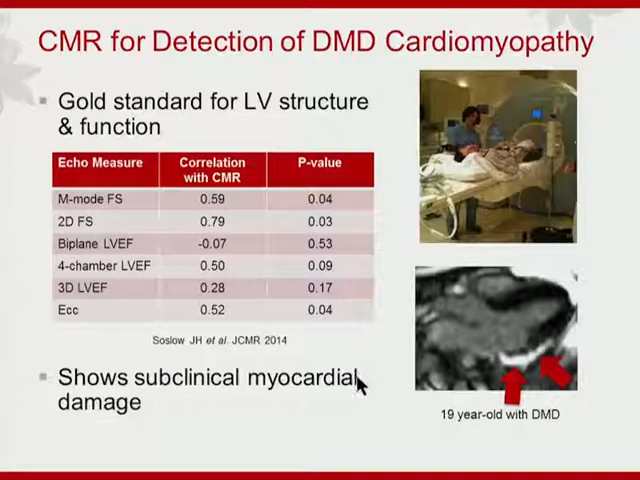 CMR for Detection of DMD Cardiomyopathy
Gold standard for LV structure
& function
Echo Measure Correlation with CMR P-value
M-mode FS 0.59 0.04
2D FS 0.79 0.03
Biplane LVEF -0.07 0.53
4-chamber LVEF 0.50 0.09
3D LVEF 0.28 0.17
Ecc 0.52 0.04
Soslow JH et al. JCMR 2014
Shows subclinical myocardial
damage
19 year-old with DMD